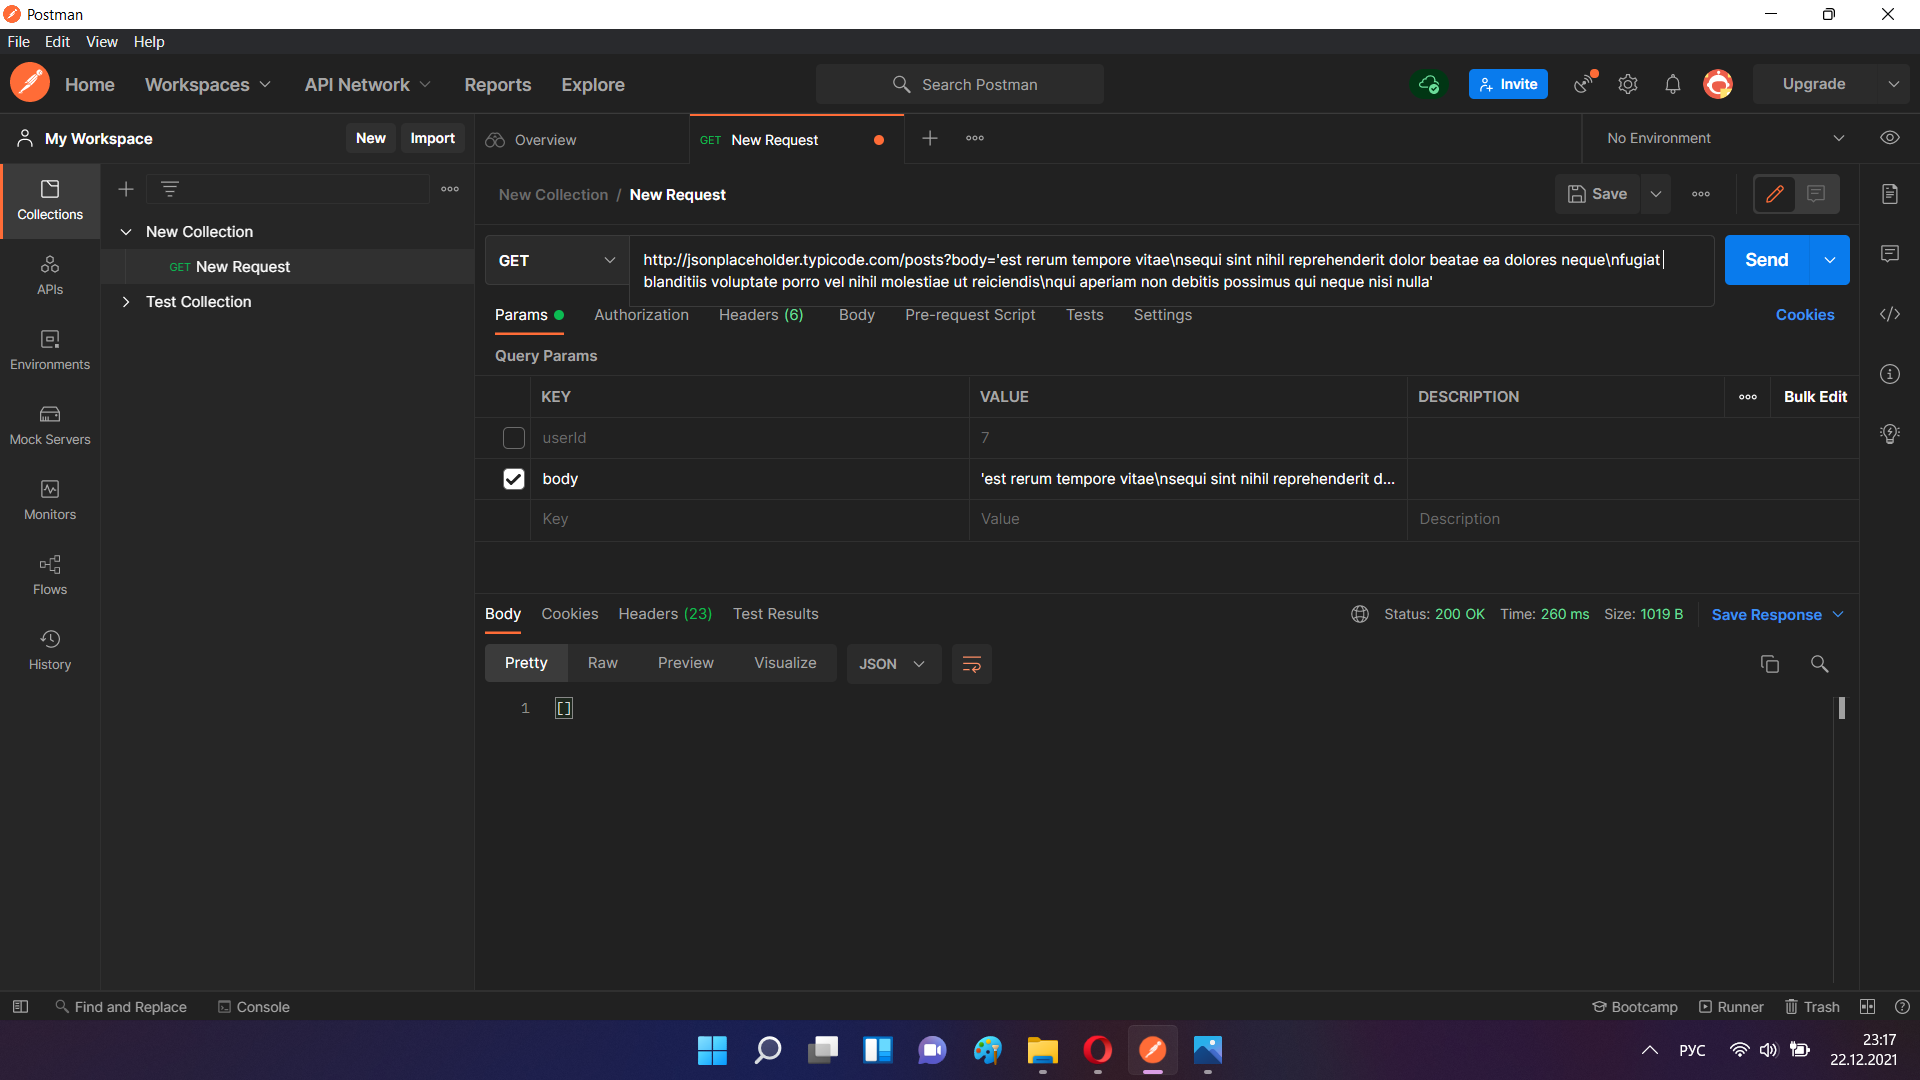 Postman
File Edit View Help
Home Workspaces API Network Reports Explore Search Postman Invite Upgrade
My Workspace New Import Overview GET New Request No Environment
Collections
New Collection / New Request Save
New Collection
GET New Request
Test Collection
GET http://jsonplaceholder.typicode.com/posts?body='est rerum tempore vitae\nsequi sint nihil reprehenderit dolor beatae ea dolores neque\nfugiat
blanditiis voluptate porro vel nihil molestiae ut reiciendis\nqui aperiam non debitis possimus qui neque nisi nulla'
Send
APIs
Environments
Mock Servers
Monitors
Flows
History
Params Authorization Headers (6) Body Pre-request Script Tests Settings Cookies
Query Params
KEY VALUE DESCRIPTION Bulk Edit
userId 7
body 'est rerum tempore vitae\nsequi sint nihil reprehenderit d...
Key Value Description
Body Cookies Headers (23) Test Results Status: 200 OK Time: 260 ms Size: 1019 B Save Response
Pretty Raw Preview Visualize JSON
1 []
Find and Replace Console Bootcamp Runner Trash
РУС 23:17
22.12.2021